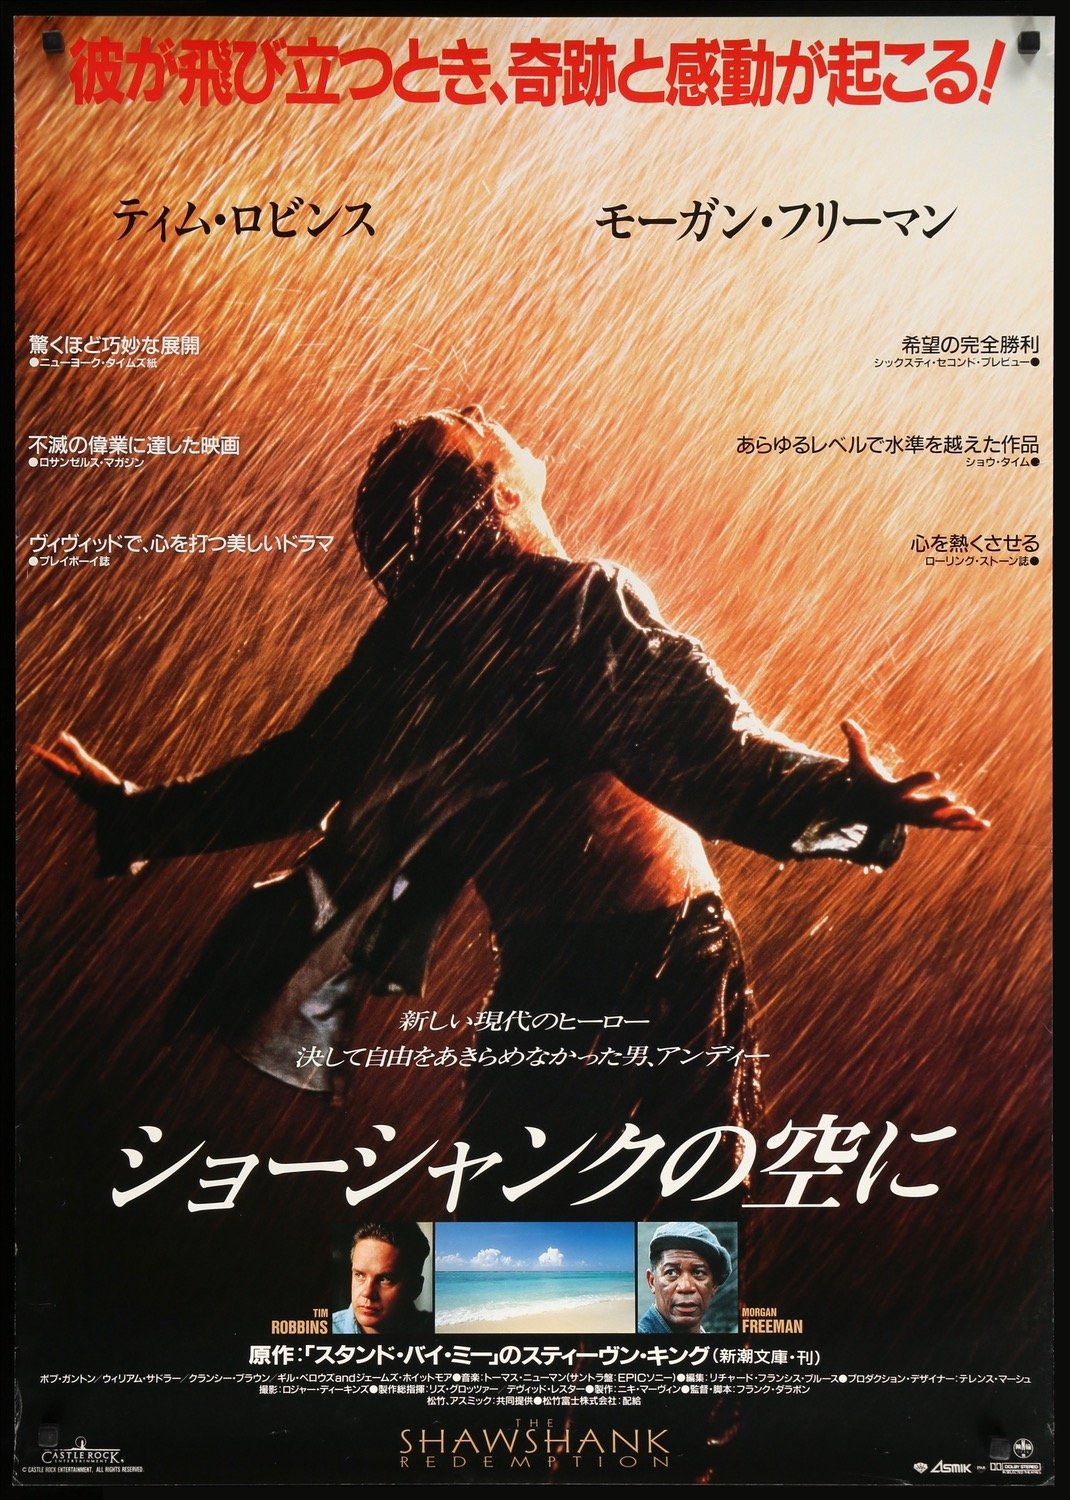 彼が飛び立つとき、奇跡と感動が起こる!
ティム・ロビンス
モーガン・フリーマン
驚くほど巧妙な展開
●ニューヨーク・タイムズ紙
希望の完全勝利
シックスティ・セコンド・プレビュー●
不滅の偉業に達した映画
●ロサンゼルス・マガジン
あらゆるレベルで水準を越えた作品
ショウ・タイム●
ヴィヴィッドで、心を打つ美しいドラマ
●プレイボーイ誌
心を熱くさせる
ローリング・ストーン誌●
新しい現代のヒーロー
決して自由をあきらめなかった男、アンディー
ショーシャンクの空に
TIM
ROBBINS
MORGAN
FREEMAN
原作:「スタンド・バイ・ミー」のスティーヴン・キング(新潮文庫・刊)
ボブ・ガントン/ウィリアム・サドラー/クランシー・ブラウン/ギル・ベロウズandジェームズ・ホイットモア●音楽:トーマス・ニューマン(サントラ盤:EPICソニー)●編集:リチャード・フランシス・ブルース●プロダクション・デザイナー:テレンス・マーシュ
撮影:ロジャー・ディーキンズ●製作総指揮:リズ・グロッツァー/デヴィッド・レスター●製作:ニキ・マーヴィン●監督・脚本:フランク・ダラボン
松竹、アスミック:共同提供●松竹富士株式会社:配給
THE
SHAWSHANK
REDEMPTION
CASTLE ROCK
ENTERTAINMENT
© CASTLE ROCK ENTERTAINMENT, ALL RIGHTS RESERVED.
ASMIK
DOLBY STEREO
IN SELECTED THEATRES